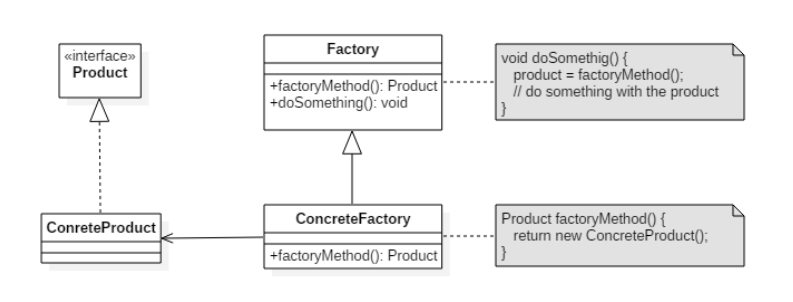 «interface»
Product
Factory
+factoryMethod(): Product
+doSomething(): void
void doSomethig() {
product = factoryMethod();
// do something with the product
}
ConreteProduct
ConcreteFactory
+factoryMethod(): Product
Product factoryMethod() {
return new ConcreteProduct();
}